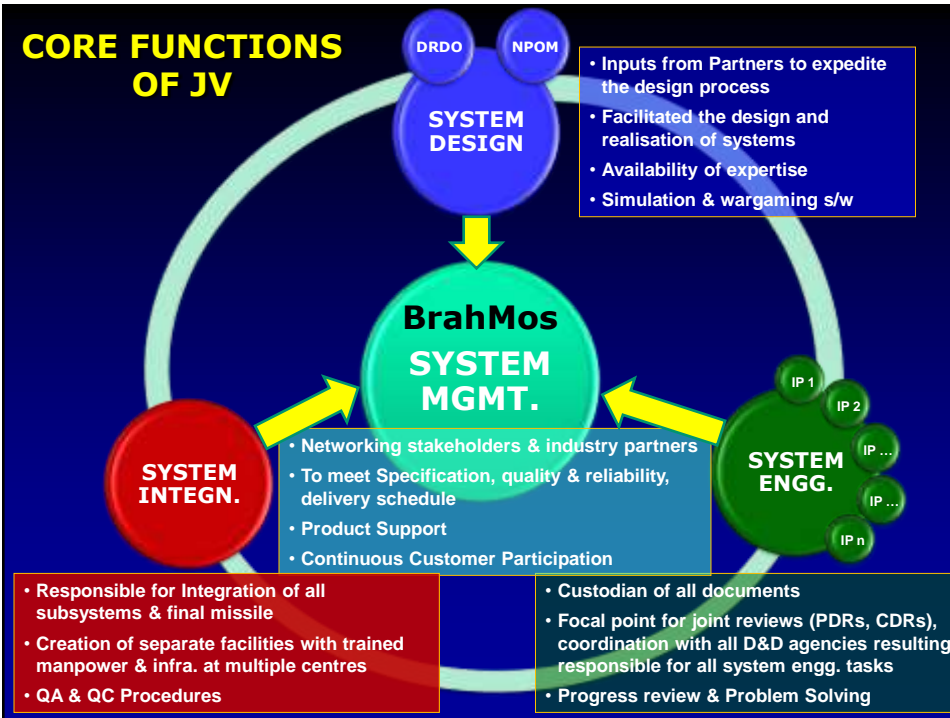 CORE FUNCTIONS
OF JV
DRDO
NPOM
SYSTEM
DESIGN
• Inputs from Partners to expedite
the design process
• Facilitated the design and
realisation of systems
• Availability of expertise
• Simulation & wargaming s/w
BrahMos
SYSTEM
MGMT.
• Networking stakeholders & industry partners
• To meet Specification, quality & reliability,
delivery schedule
• Product Support
• Continuous Customer Participation
SYSTEM
INTEGN.
• Responsible for Integration of all
subsystems & final missile
• Creation of separate facilities with trained
manpower & infra. at multiple centres
• QA & QC Procedures
IP 1
IP 2
IP ...
IP ...
IP n
SYSTEM
ENGG.
• Custodian of all documents
• Focal point for joint reviews (PDRs, CDRs),
coordination with all D&D agencies resulting
responsible for all system engg. tasks
• Progress review & Problem Solving